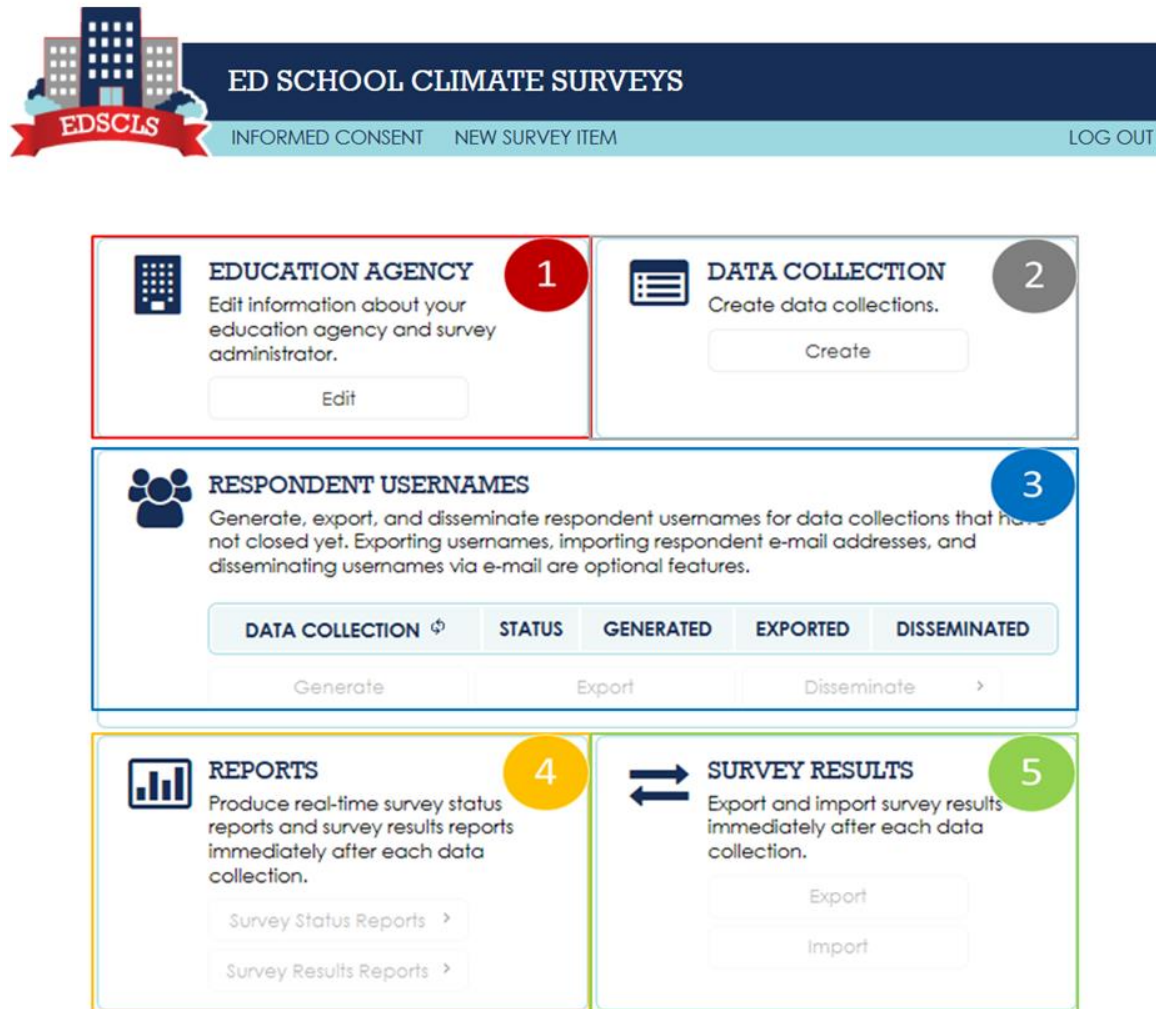 ED SCHOOL CLIMATE SURVEYS
EDSCLS
INFORMED CONSENT NEW SURVEY ITEM LOG OUT
EDUCATION AGENCY
1
Edit information about your
education agency and survey
administrator.
Edit
DATA COLLECTION
2
Create data collections.
Create
RESPONDENT USERNAMES
3
Generate, export, and disseminate respondent usernames for data collections that have
not closed yet. Exporting usernames, importing respondent e-mail addresses, and
disseminating usernames via e-mail are optional features.
DATA COLLECTION STATUS GENERATED EXPORTED DISSEMINATED
Generate Export Disseminate >
REPORTS
4
Produce real-time survey status
reports and survey results reports
immediately after each data
collection.
Survey Status Reports >
Survey Results Reports >
SURVEY RESULTS
5
Export and import survey results
immediately after each data
collection.
Export
Import